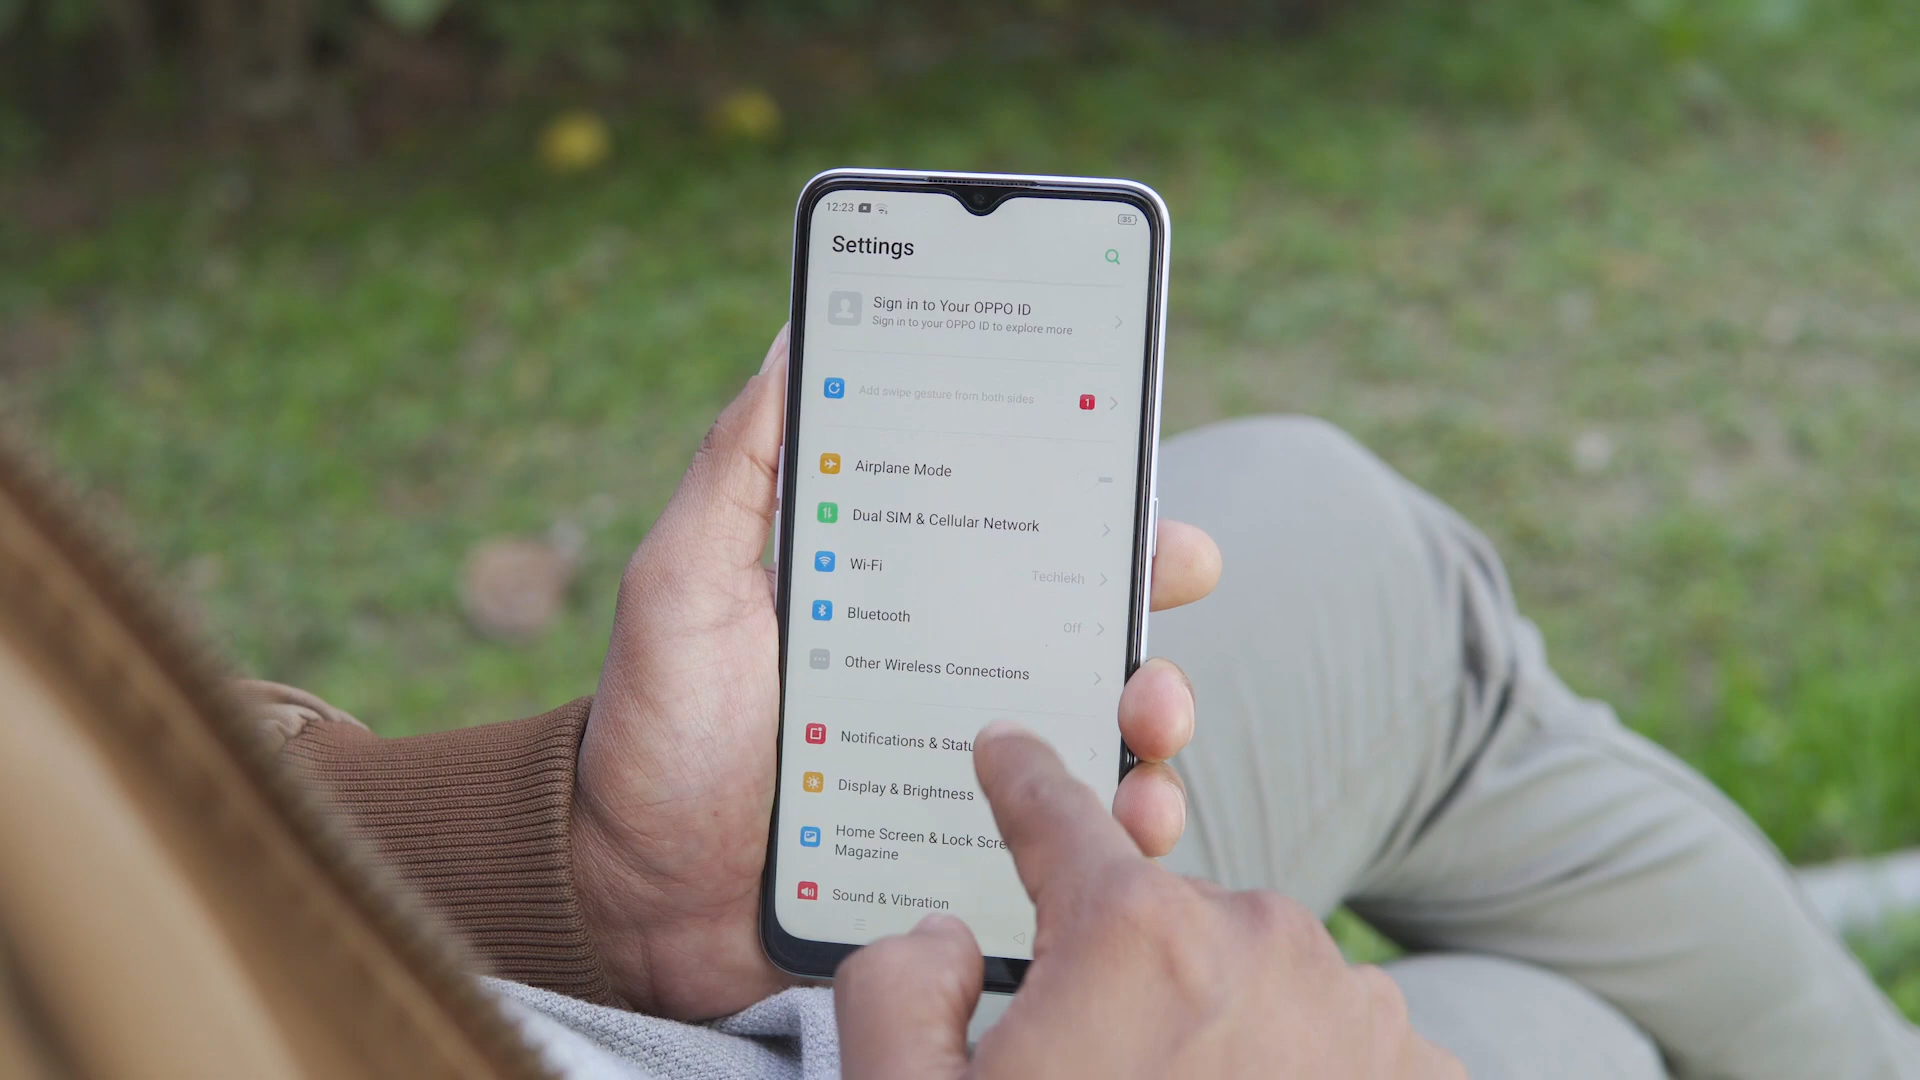 12:23
35
Settings
Sign in to Your OPPO ID
Sign in to your OPPO ID to explore more
Add swipe gesture from both sides
1
Airplane Mode
Dual SIM & Cellular Network
Wi-Fi
Techlekh
Bluetooth
Off
Other Wireless Connections
Notifications & Statu
Display & Brightness
Home Screen & Lock Scre
Magazine
Sound & Vibration